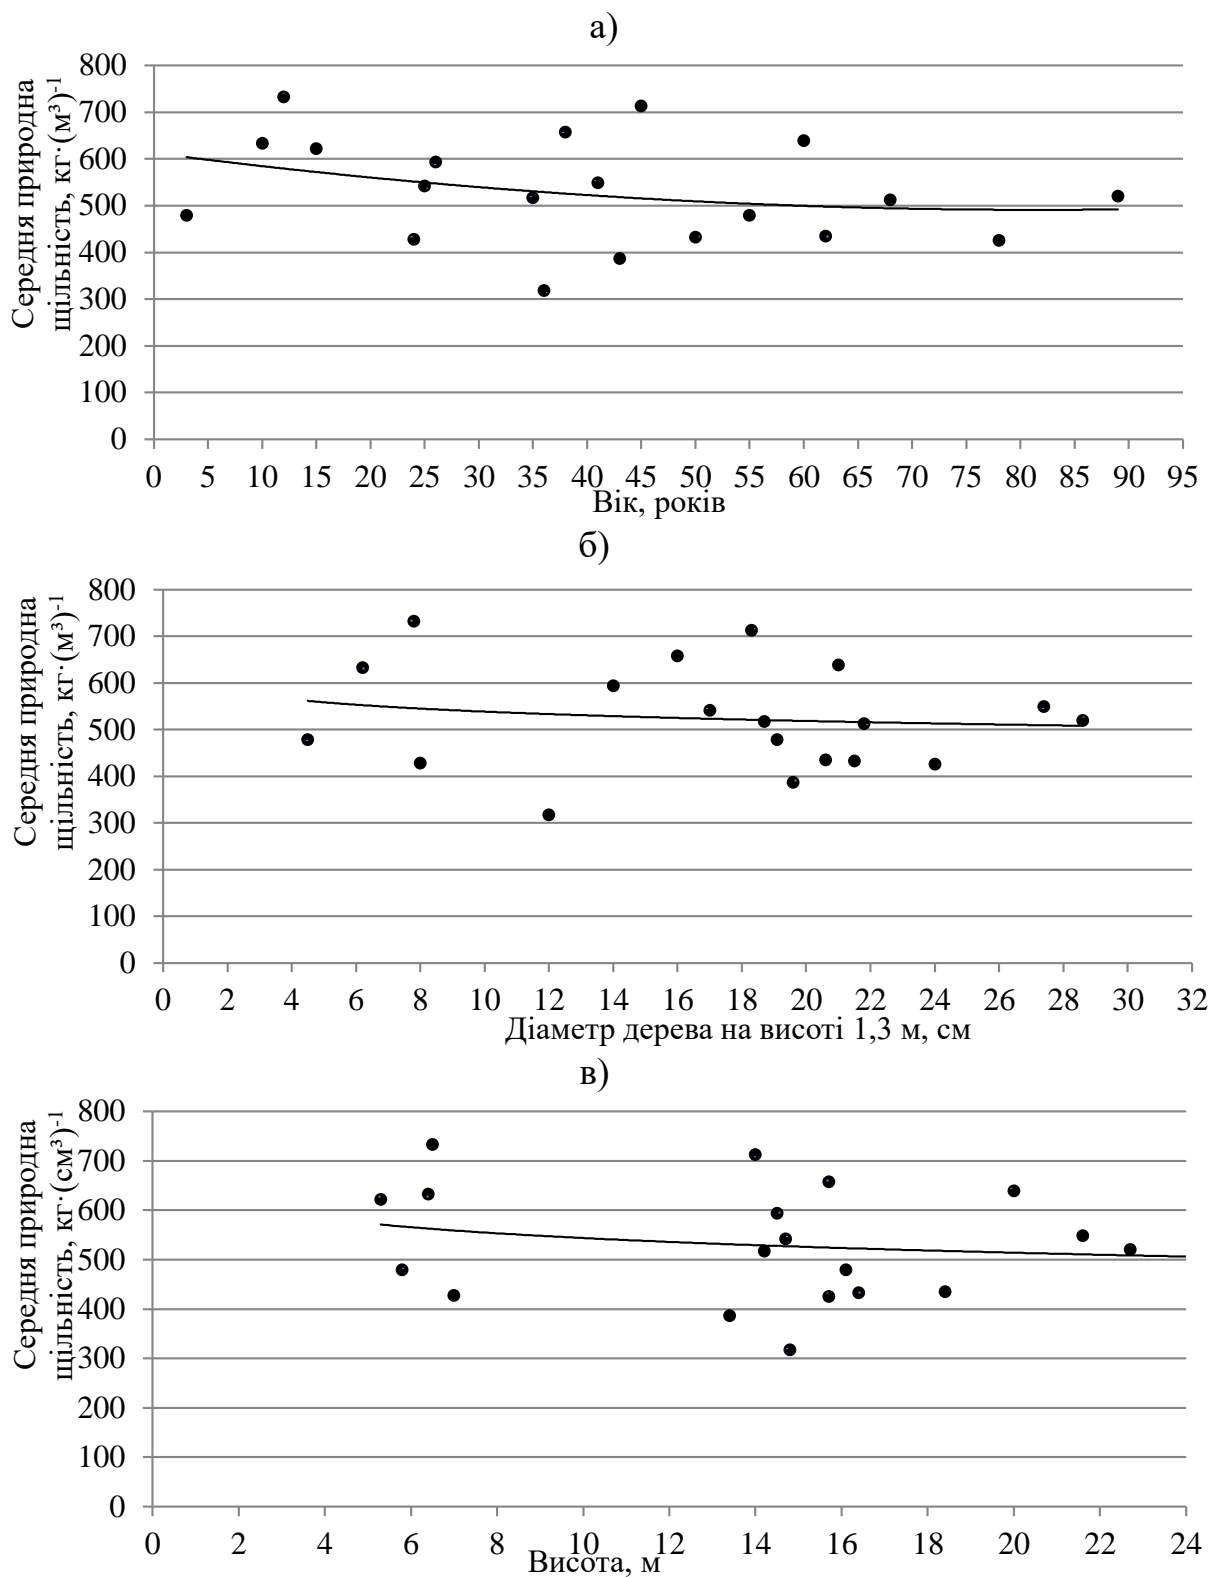 а)
Середня природна
щільність, кг·(м³)⁻¹
800
700
600
500
400
300
200
100
0
0 5 10 15 20 25 30 35 40 45 50 55 60 65 70 75 80 85 90 95
Вік, років
б)
Середня природна
щільність, кг·(м³)⁻¹
800
700
600
500
400
300
200
100
0
0 2 4 6 8 10 12 14 16 18 20 22 24 26 28 30 32
Діаметр дерева на висоті 1,3 м, см
в)
Середня природна
щільність, кг·(см³)⁻¹
800
700
600
500
400
300
200
100
0
0 2 4 6 8 10 12 14 16 18 20 22 24
Висота, м